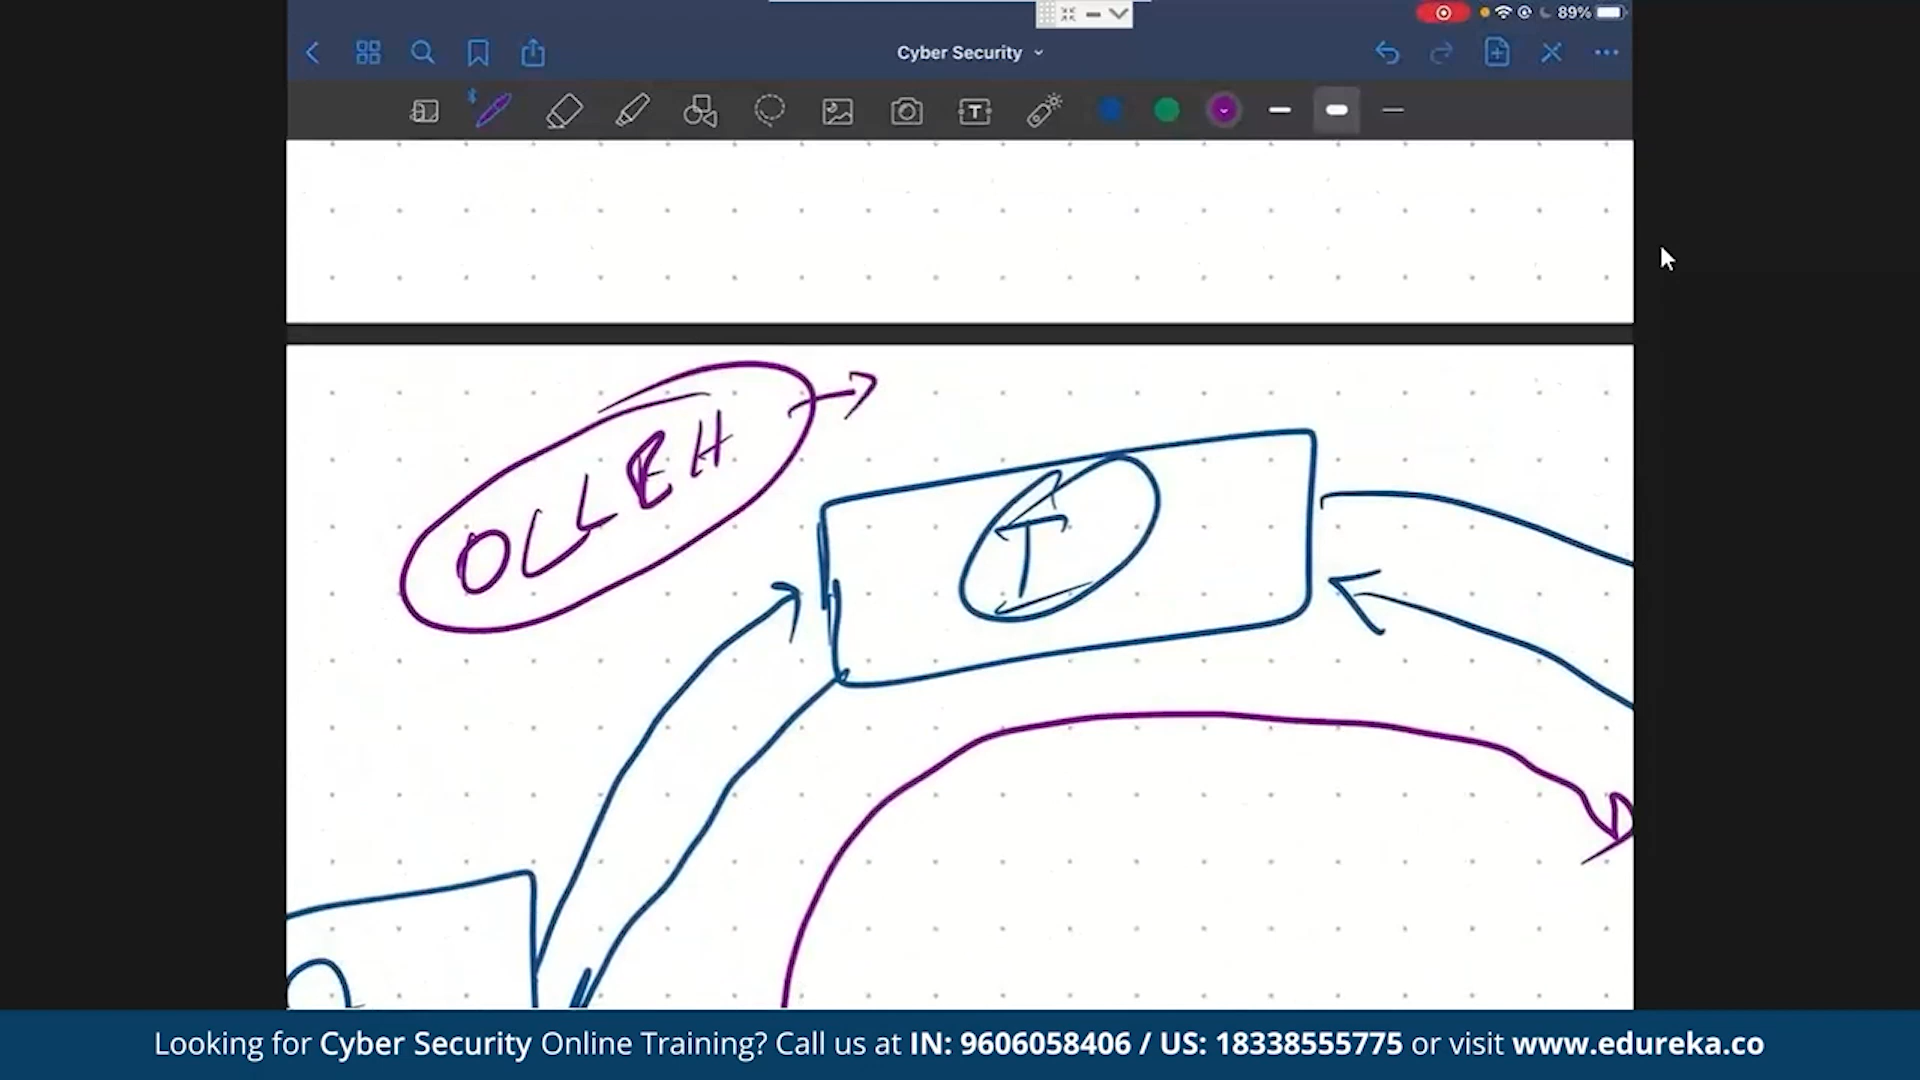 89%
Cyber Security
T
OLLEH
I
Looking for Cyber Security Online Training? Call us at IN: 9606058406 / US: 18338555775 or visit www.edureka.co